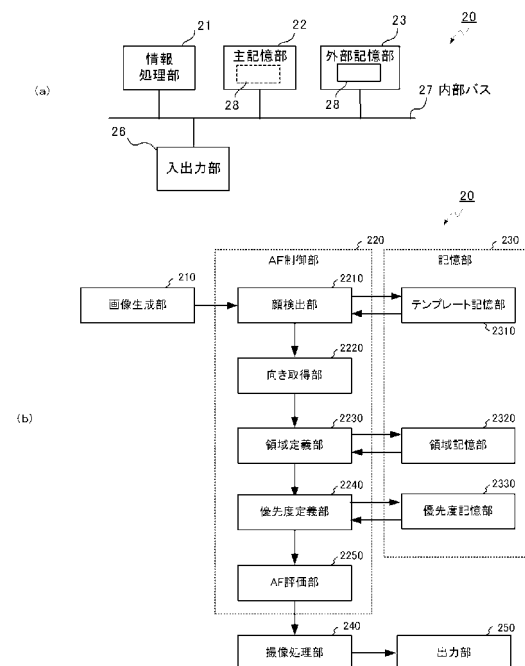 20
21
22
23
情報
処理部
主記憶部
28
外部記憶部
28
(a)
27 内部バス
26
入出力部
20
220
230
AF制御部
記憶部
210
画像生成部
2210
顔検出部
テンプレート記憶部
2310
2220
向き取得部
(b)
2230
領域定義部
2320
領域記憶部
2240
優先度定義部
2330
優先度記憶部
2250
AF評価部
240
撮像処理部
250
出力部